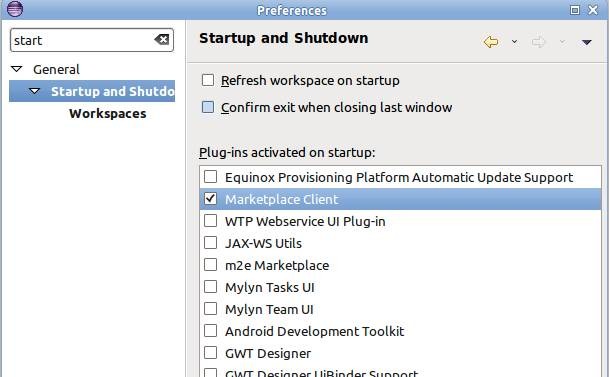 Preferences
start
General
Startup and Shutdo
Workspaces
Startup and Shutdown
Refresh workspace on startup
Confirm exit when closing last window
Plug-ins activated on startup:
Equinox Provisioning Platform Automatic Update Support
Marketplace Client
WTP Webservice UI Plug-in
JAX-WS Utils
m2e Marketplace
Mylyn Tasks UI
Mylyn Team UI
Android Development Toolkit
GWT Designer
GWT Designer UiBinder Support